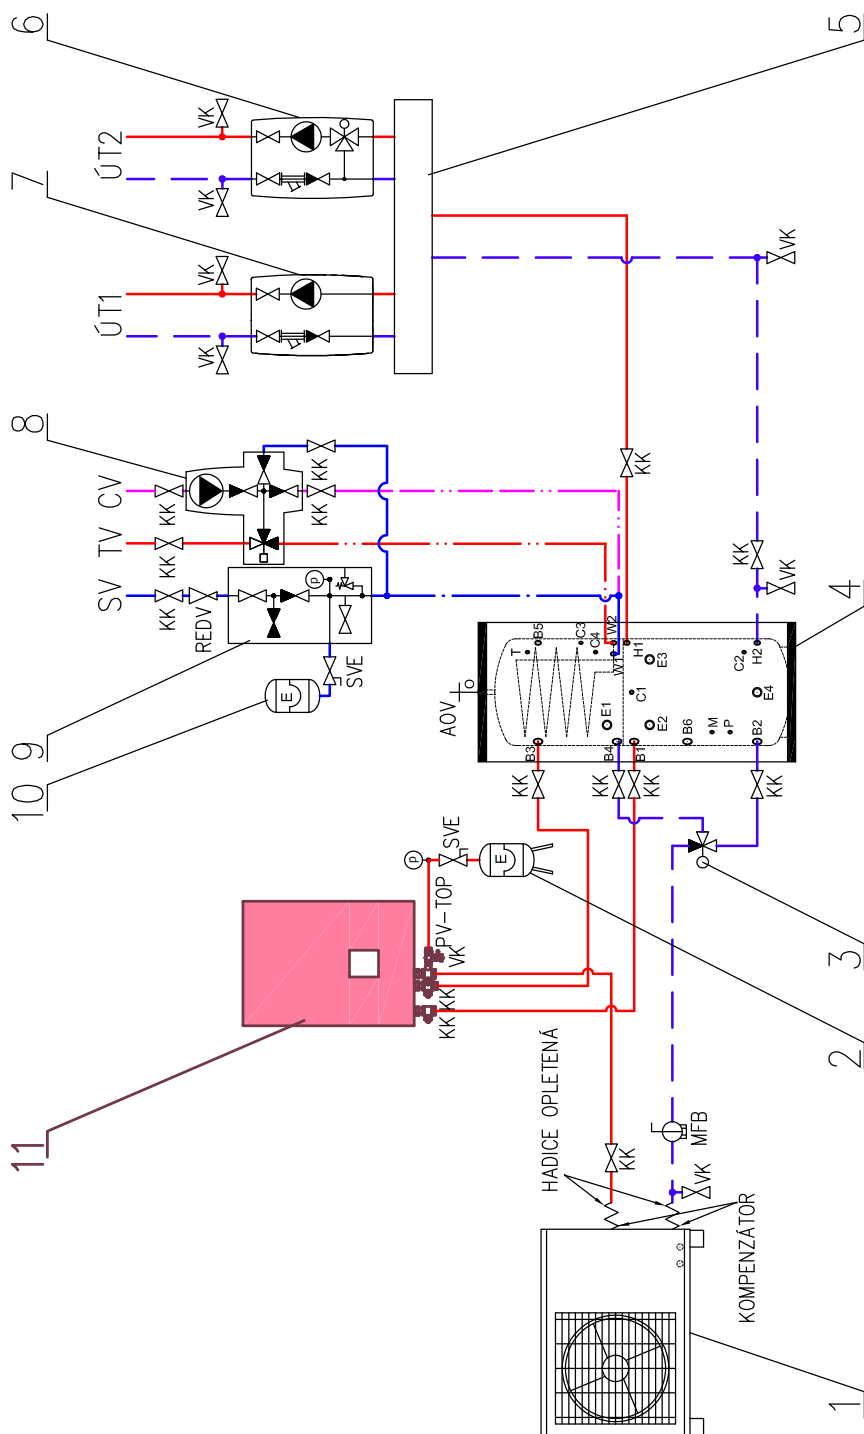 11
10
9
8
7
6
SV
TV
CV
ÚT1
ÚT2
KK
KK
KK
REDV
VK
VK
VK
VK
E
p
KK
KK
SVE
p
PV-TOP
SVE
VK
KK
KK
E
AOV
O
T
B5
B3
C3
C4
E1
W1
W2
B4
C1
H1
B1
E2
E3
B6
M
P
C2
B2
E4
H2
KK
KK
KK
KK
KK
KK
VK
VK
HADICE OPLETENÁ
KK
MFB
VK
KOMPENZÁTOR
1
2
3
4
5